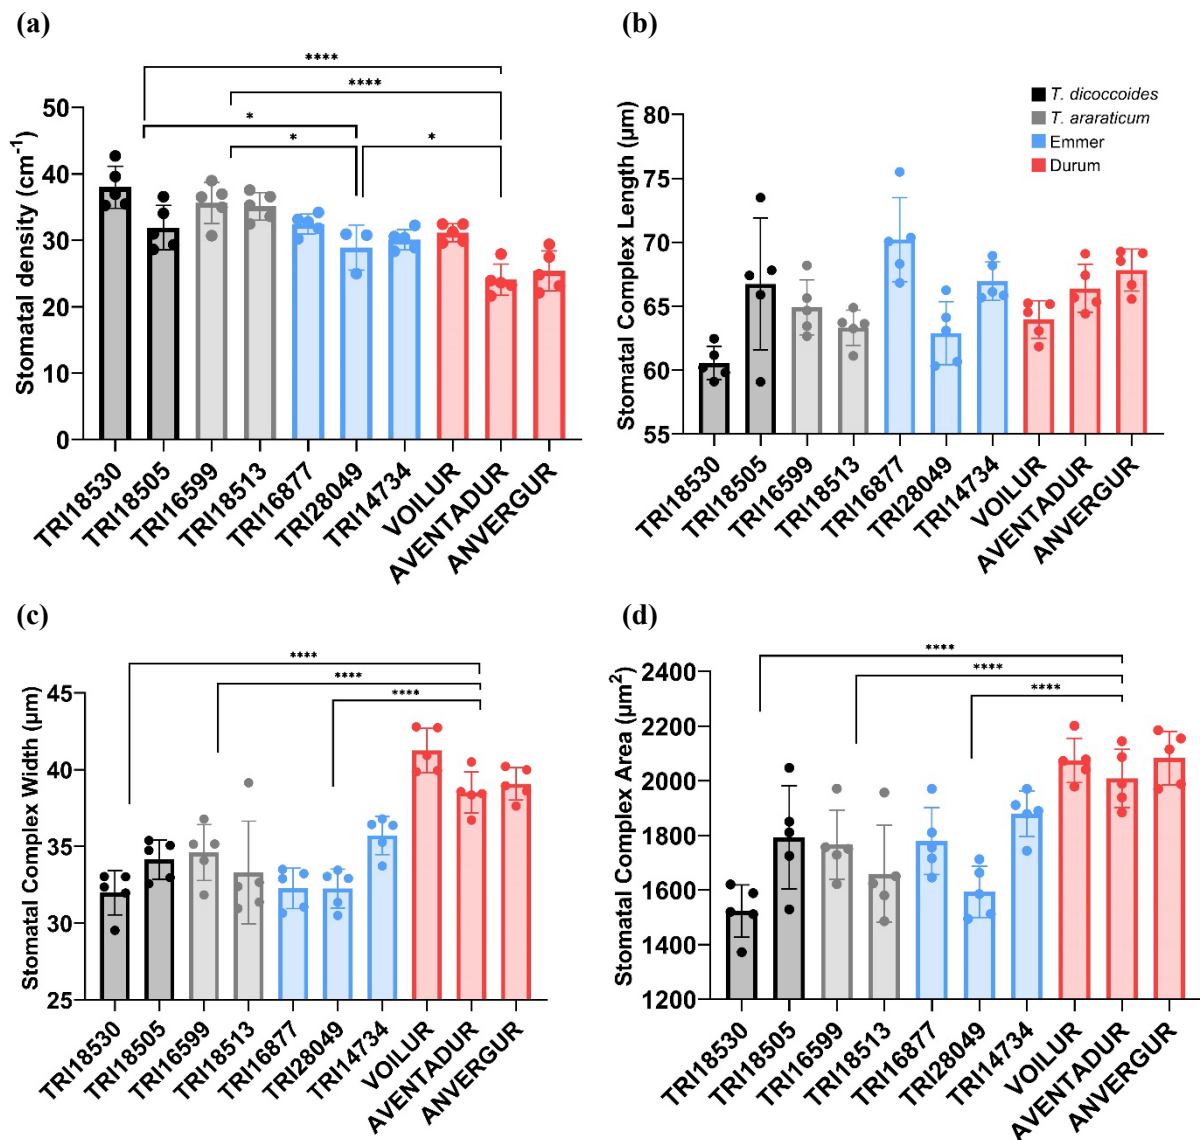 (a)
****
****
*
*
*
Stomatal density (cm⁻¹)
50
40
30
20
10
0
TRI18530
TRI18505
TRI16599
TRI18513
TRI16877
TRI28049
TRI14734
VOILUR
AVENTADUR
ANVERGUR
(b)
T. dicoccoides
T. araraticum
Emmer
Durum
Stomatal Complex Length (µm)
80
75
70
65
60
55
TRI18530
TRI18505
TRI16599
TRI18513
TRI16877
TRI28049
TRI14734
VOILUR
AVENTADUR
ANVERGUR
(c)
****
****
****
Stomatal Complex Width (µm)
45
40
35
30
25
TRI18530
TRI18505
TRI16599
TRI18513
TRI16877
TRI28049
TRI14734
VOILUR
AVENTADUR
ANVERGUR
(d)
****
****
****
Stomatal Complex Area (µm²)
2400
2200
2000
1800
1600
1400
1200
TRI18530
TRI18505
TRI16599
TRI18513
TRI16877
TRI28049
TRI14734
VOILUR
AVENTADUR
ANVERGUR